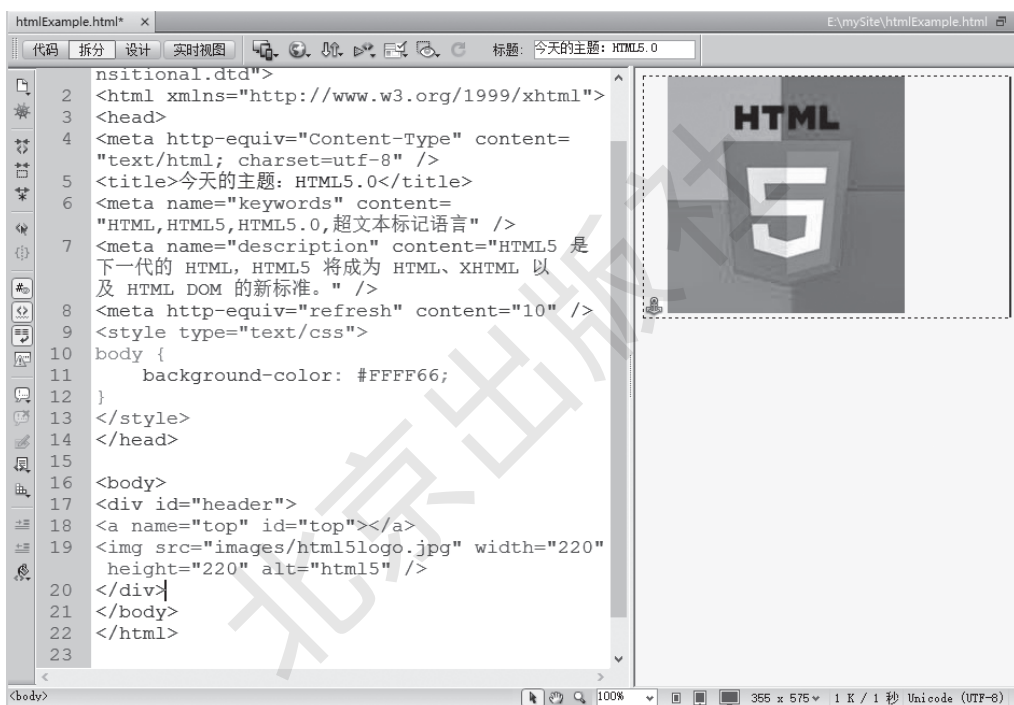 htmlExample.html* ×
E:\mySite\htmlExample.html
代码 拆分 设计 实时视图 标题: 今天的主题: HTML5.0
nsitional.dtd">
2 <html xmlns="http://www.w3.org/1999/xhtml">
3 <head>
4 <meta http-equiv="Content-Type" content=
"text/html; charset=utf-8" />
5 <title>今天的主题: HTML5.0</title>
6 <meta name="keywords" content=
"HTML,HTML5,HTML5.0,超文本标记语言" />
7 <meta name="description" content="HTML5 是
下一代的 HTML, HTML5 将成为 HTML、XHTML 以
及 HTML DOM 的新标准。" />
8 <meta http-equiv="refresh" content="10" />
9 <style type="text/css">
10 body {
11 background-color: #FFFF66;
12 }
13 </style>
14 </head>
15
16 <body>
17 <div id="header">
18 <a name="top" id="top"></a>
19 <img src="images/html5logo.jpg" width="220"
height="220" alt="html5" />
20 </div>
21 </body>
22 </html>
23
HTML
5
北京出版社
<body>
100% 355 x 575 1 K / 1 秒 Unicode (UTF-8)